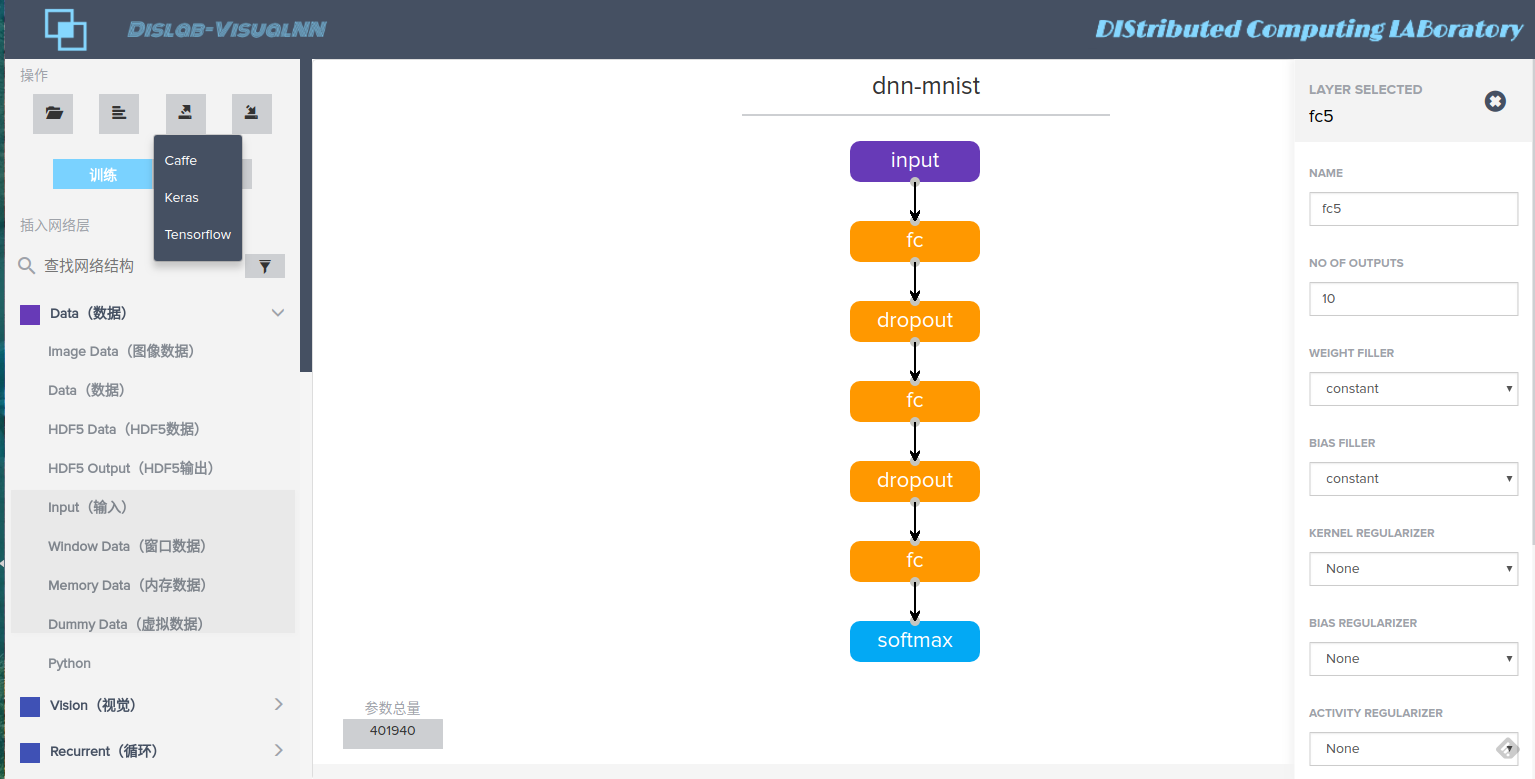 Dislab-VisualNN
DIStributed Computing LABoratory
操作
Caffe
Keras
Tensorflow
训练
插入网络层
查找网络结构
Data（数据）
Image Data（图像数据）
Data（数据）
HDF5 Data（HDF5数据）
HDF5 Output（HDF5输出）
Input（输入）
Window Data（窗口数据）
Memory Data（内存数据）
Dummy Data（虚拟数据）
Python
Vision（视觉）
Recurrent（循环）
dnn-mnist
input
fc
dropout
fc
dropout
fc
softmax
参数总量
401940
LAYER SELECTED
fc5
NAME
fc5
NO OF OUTPUTS
10
WEIGHT FILLER
constant
BIAS FILLER
constant
KERNEL REGULARIZER
None
BIAS REGULARIZER
None
ACTIVITY REGULARIZER
None